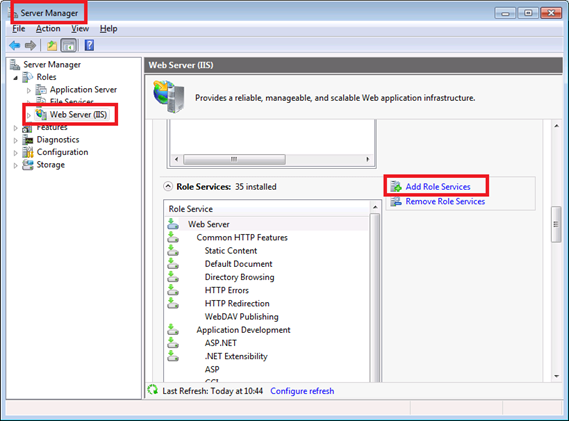 Server Manager
File Action View Help
Server Manager
Roles
Application Server
File Services
Web Server (IIS)
Features
Diagnostics
Configuration
Storage
Web Server (IIS)
Provides a reliable, manageable, and scalable Web application infrastructure.
Role Services: 35 installed
Add Role Services
Remove Role Services
Role Service
Web Server
Common HTTP Features
Static Content
Default Document
Directory Browsing
HTTP Errors
HTTP Redirection
WebDAV Publishing
Application Development
ASP.NET
.NET Extensibility
ASP
CGI
Last Refresh: Today at 10:44 Configure refresh